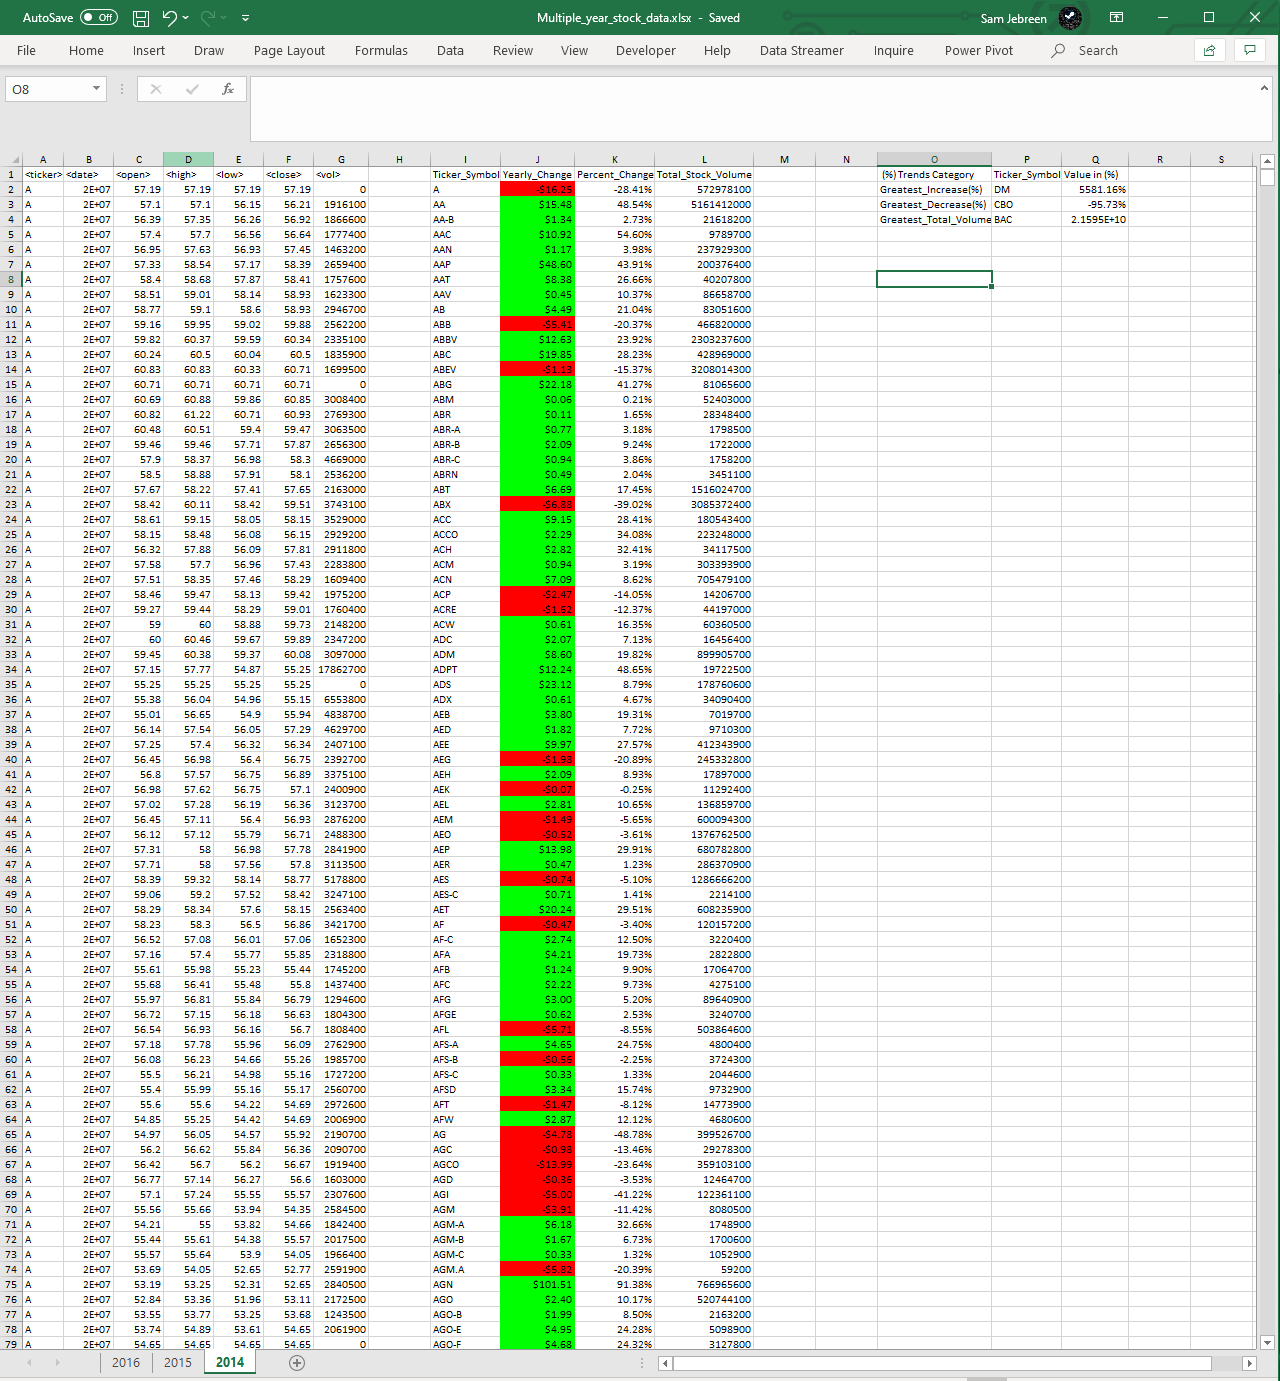 AutoSave Off Multiple_year_stock_data.xlsx - Saved Sam Jebreen
File Home Insert Draw Page Layout Formulas Data Review View Developer Help Data Streamer Inquire Power Pivot Search
O8 fx
A B C D E F G H I J K L M N O P Q R S
1 <ticker> <date> <open> <high> <low> <close> <vol> Ticker_Symbol Yearly_Change Percent_Change Total_Stock_Volume (%) Trends Category Ticker_Symbol Value in (%)
2 A 2E+07 57.19 57.19 57.19 57.19 0 A -$16.25 -28.41% 572978100 Greatest_Increase(%) DM 5581.16%
3 A 2E+07 57.1 57.1 56.15 56.21 1916100 AA $15.48 48.54% 5161412000 Greatest_Decrease(%) CBO -95.73%
4 A 2E+07 56.39 57.35 56.26 56.92 1866600 AA-B $1.34 2.73% 21618200 Greatest_Total_Volume BAC 2.1595E+10
5 A 2E+07 57.4 57.7 56.56 56.64 1777400 AAC $10.92 54.60% 9789700
6 A 2E+07 56.95 57.63 56.93 57.45 1463200 AAN $1.17 3.98% 237929300
7 A 2E+07 57.33 58.54 57.17 58.39 2659400 AAP $48.60 43.91% 200376400
8 A 2E+07 58.4 58.68 57.87 58.41 1757600 AAT $8.38 26.66% 40207800
9 A 2E+07 58.51 59.01 58.14 58.93 1623300 AAV $0.45 10.37% 86658700
10 A 2E+07 58.77 59.1 58.6 58.93 2946700 AB $4.49 21.04% 83051600
11 A 2E+07 59.16 59.95 59.02 59.88 2562200 ABB -$5.41 -20.37% 466820000
12 A 2E+07 59.82 60.37 59.59 60.34 2335100 ABBV $12.63 23.92% 2303237600
13 A 2E+07 60.24 60.5 60.04 60.5 1835900 ABC $19.85 28.23% 428969000
14 A 2E+07 60.83 60.83 60.33 60.71 1699500 ABEV -$1.13 -15.37% 3208014300
15 A 2E+07 60.71 60.71 60.71 60.71 0 ABG $22.18 41.27% 81065600
16 A 2E+07 60.69 60.88 59.86 60.85 3008400 ABM $0.06 0.21% 52403000
17 A 2E+07 60.82 61.22 60.71 60.93 2769300 ABR $0.11 1.65% 28348400
18 A 2E+07 60.48 60.51 59.4 59.47 3063500 ABR-A $0.77 3.18% 1798500
19 A 2E+07 59.46 59.46 57.71 57.87 2656300 ABR-B $2.09 9.24% 1722000
20 A 2E+07 57.9 58.37 56.98 58.3 4669000 ABR-C $0.94 3.86% 1758200
21 A 2E+07 58.5 58.88 57.91 58.1 2536200 ABRN $0.49 2.04% 3451100
22 A 2E+07 57.67 58.22 57.41 57.65 2163000 ABT $6.69 17.45% 1516024700
23 A 2E+07 58.42 60.11 58.42 59.51 3743100 ABX -$6.88 -39.02% 3085372400
24 A 2E+07 58.61 59.15 58.05 58.15 3529000 ACC $9.15 28.41% 180543400
25 A 2E+07 58.15 58.48 56.08 56.15 2929200 ACCO $2.29 34.08% 223248000
26 A 2E+07 56.32 57.88 56.09 57.81 2911800 ACH $2.82 32.41% 34117500
27 A 2E+07 57.58 57.7 56.96 57.43 2283800 ACM $0.94 3.19% 303393900
28 A 2E+07 57.51 58.35 57.46 58.29 1609400 ACN $7.09 8.62% 705479100
29 A 2E+07 58.46 59.47 58.13 59.42 1975200 ACP -$2.47 -14.05% 14206700
30 A 2E+07 59.27 59.44 58.29 59.01 1760400 ACRE -$1.62 -12.37% 44197000
31 A 2E+07 59 60 58.88 59.73 2148200 ACW $0.61 16.35% 60360500
32 A 2E+07 60 60.46 59.67 59.89 2347200 ADC $2.07 7.13% 16456400
33 A 2E+07 59.45 60.38 59.37 60.08 3097000 ADM $8.60 19.82% 899905700
34 A 2E+07 57.15 57.77 54.87 55.25 17862700 ADPT $12.24 48.65% 19722500
35 A 2E+07 55.25 55.25 55.25 55.25 0 ADS $23.12 8.79% 178760600
36 A 2E+07 55.38 56.04 54.96 55.15 6553800 ADX $0.61 4.67% 34090400
37 A 2E+07 55.01 56.65 54.9 55.94 4838700 AEB $3.80 19.31% 7019700
38 A 2E+07 56.14 57.54 56.05 57.29 4629700 AED $1.82 7.72% 9710300
39 A 2E+07 57.25 57.4 56.32 56.34 2407100 AEE $9.97 27.57% 412343900
40 A 2E+07 56.45 56.98 56.4 56.75 2392700 AEG -$1.98 -20.89% 245332800
41 A 2E+07 56.8 57.57 56.75 56.89 3375100 AEH $2.09 8.93% 17897000
42 A 2E+07 56.98 57.62 56.75 57.1 2400900 AEK -$0.07 -0.25% 11292400
43 A 2E+07 57.02 57.28 56.19 56.36 3123700 AEL $2.81 10.65% 136859700
44 A 2E+07 56.45 57.11 56.4 56.93 2876200 AEM -$1.49 -5.65% 600094300
45 A 2E+07 56.12 57.12 55.79 56.71 2488300 AEO -$0.52 -3.61% 1376762500
46 A 2E+07 57.31 58 56.98 57.78 2841900 AEP $13.98 29.91% 680782800
47 A 2E+07 57.71 58 57.56 57.8 3113500 AER $0.47 1.23% 286370900
48 A 2E+07 58.39 59.32 58.14 58.77 5178800 AES -$0.74 -5.10% 1286666200
49 A 2E+07 59.06 59.2 57.52 58.42 3247100 AES-C $0.71 1.41% 2214100
50 A 2E+07 58.29 58.34 57.6 58.15 2563400 AET $20.24 29.51% 608235900
51 A 2E+07 58.23 58.3 56.5 56.86 3421700 AF -$0.47 -3.40% 120157200
52 A 2E+07 56.52 57.08 56.01 57.06 1652300 AF-C $2.74 12.50% 3220400
53 A 2E+07 57.16 57.4 55.77 55.85 2318800 AFA $4.21 19.73% 2822800
54 A 2E+07 55.61 55.98 55.23 55.44 1745200 AFB $1.24 9.90% 17064700
55 A 2E+07 55.68 56.41 55.48 55.8 1437400 AFC $2.22 9.73% 4275100
56 A 2E+07 55.97 56.81 55.84 56.79 1294600 AFG $3.00 5.20% 89640900
57 A 2E+07 56.72 57.15 56.18 56.63 1804300 AFGE $0.62 2.53% 3240700
58 A 2E+07 56.54 56.93 56.16 56.7 1808400 AFL -$5.71 -8.55% 503864600
59 A 2E+07 57.18 57.78 55.96 56.09 2762900 AFS-A $4.65 24.75% 4800400
60 A 2E+07 56.08 56.23 54.66 55.26 1985700 AFS-B -$0.56 -2.25% 3724300
61 A 2E+07 55.5 56.21 54.98 55.16 1727200 AFS-C $0.33 1.33% 2044600
62 A 2E+07 55.4 55.99 55.16 55.17 2560700 AFSD $3.34 15.74% 9732900
63 A 2E+07 55.6 55.6 54.22 54.69 2972600 AFT -$1.47 -8.12% 14773900
64 A 2E+07 54.85 55.25 54.42 54.69 2006900 AFW $2.87 12.12% 4680600
65 A 2E+07 54.97 56.05 54.57 55.92 2190700 AG -$4.78 -48.78% 399526700
66 A 2E+07 56.2 56.62 55.84 56.36 2090700 AGC -$0.98 -13.46% 29278300
67 A 2E+07 56.42 56.7 56.2 56.67 1919400 AGCO -$13.99 -23.64% 359103100
68 A 2E+07 56.77 57.14 56.27 56.6 1603000 AGD -$0.36 -3.53% 12464700
69 A 2E+07 57.1 57.24 55.55 55.57 2307600 AGI -$5.00 -41.22% 122361100
70 A 2E+07 55.56 55.66 53.94 54.35 2584500 AGM -$3.91 -11.42% 8080500
71 A 2E+07 54.21 55 53.82 54.66 1842400 AGM-A $6.18 32.66% 1748900
72 A 2E+07 55.44 55.61 54.38 55.57 2017500 AGM-B $1.67 6.73% 1700600
73 A 2E+07 55.57 55.64 53.9 54.05 1966400 AGM-C $0.33 1.32% 1052900
74 A 2E+07 53.69 54.05 52.65 52.77 2591900 AGM.A -$5.82 -20.39% 59200
75 A 2E+07 53.19 53.25 52.31 52.65 2840500 AGN $101.51 91.38% 766965600
76 A 2E+07 52.84 53.36 51.96 53.11 2172500 AGO $2.40 10.17% 520744100
77 A 2E+07 53.55 53.77 53.25 53.68 1243500 AGO-B $1.99 8.50% 2163200
78 A 2E+07 53.74 54.89 53.61 54.65 2061900 AGO-E $4.95 24.28% 5098900
79 A 2E+07 54.65 54.65 54.65 54.65 0 AGO-F $4.68 24.32% 3127800
2016 2015 2014